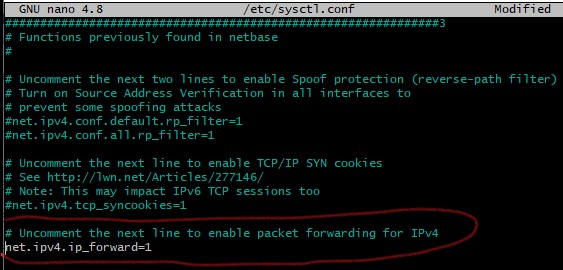 GNU nano 4.8 /etc/sysctl.conf Modified
###################################################################3
# Functions previously found in netbase
#
# Uncomment the next two lines to enable Spoof protection (reverse-path filter)
# Turn on Source Address Verification in all interfaces to
# prevent some spoofing attacks
#net.ipv4.conf.default.rp_filter=1
#net.ipv4.conf.all.rp_filter=1
# Uncomment the next line to enable TCP/IP SYN cookies
# See http://lwn.net/Articles/277146/
# Note: This may impact IPv6 TCP sessions too
#net.ipv4.tcp_syncookies=1
# Uncomment the next line to enable packet forwarding for IPv4
net.ipv4.ip_forward=1